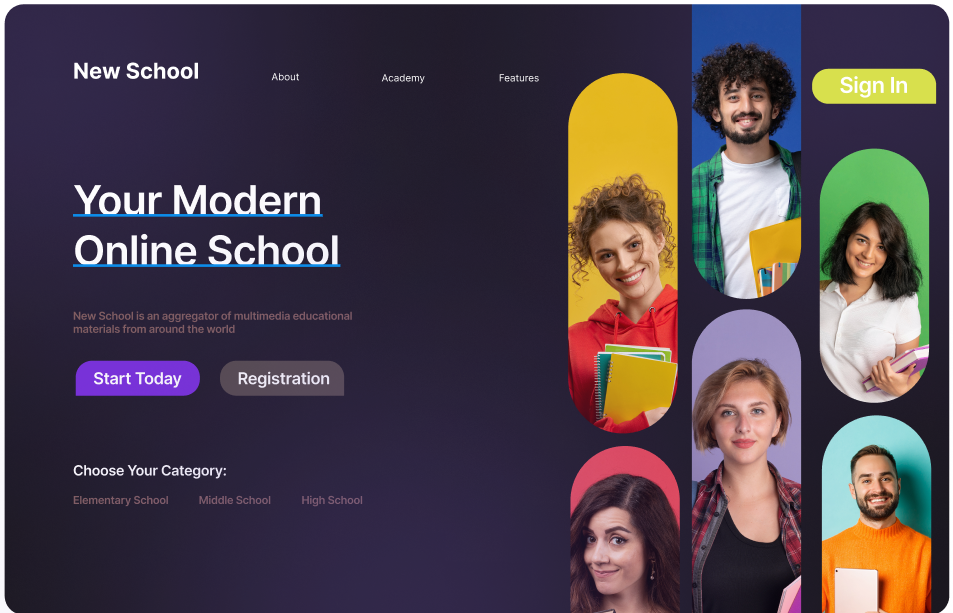 New School
About
Academy
Features
Sign In
Your Modern
Online School
New School is an aggregator of multimedia educational
materials from around the world
Start Today
Registration
Choose Your Category:
Elementary School
Middle School
High School